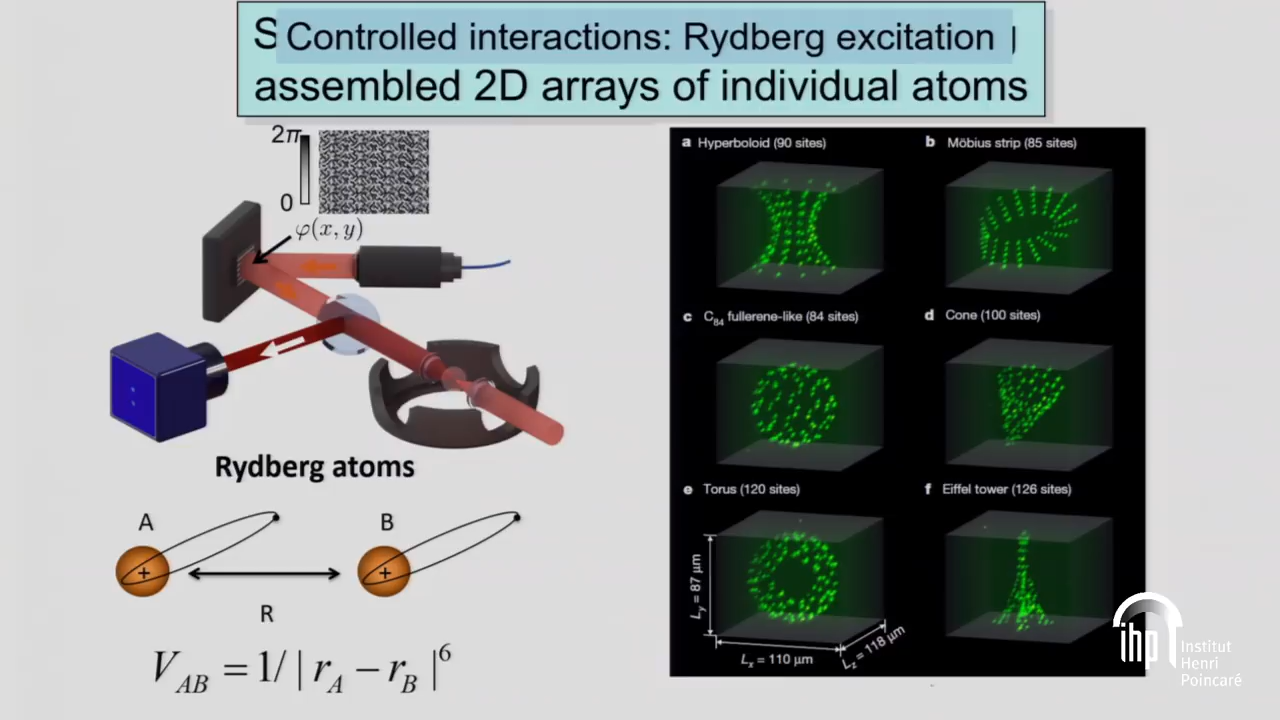 Controlled interactions: Rydberg excitation
assembled 2D arrays of individual atoms
2π
0
φ(x, y)
Rydberg atoms
A
B
+
+
R
V_AB = 1/| r_A − r_B |^6
a Hyperboloid (90 sites)
b Möbius strip (85 sites)
c C84 fullerene-like (84 sites)
d Cone (100 sites)
e Torus (120 sites)
f Eiffel tower (126 sites)
L_y = 87 µm
L_x = 110 µm
L_z = 118 µm
ihp
Institut
Henri
Poincaré